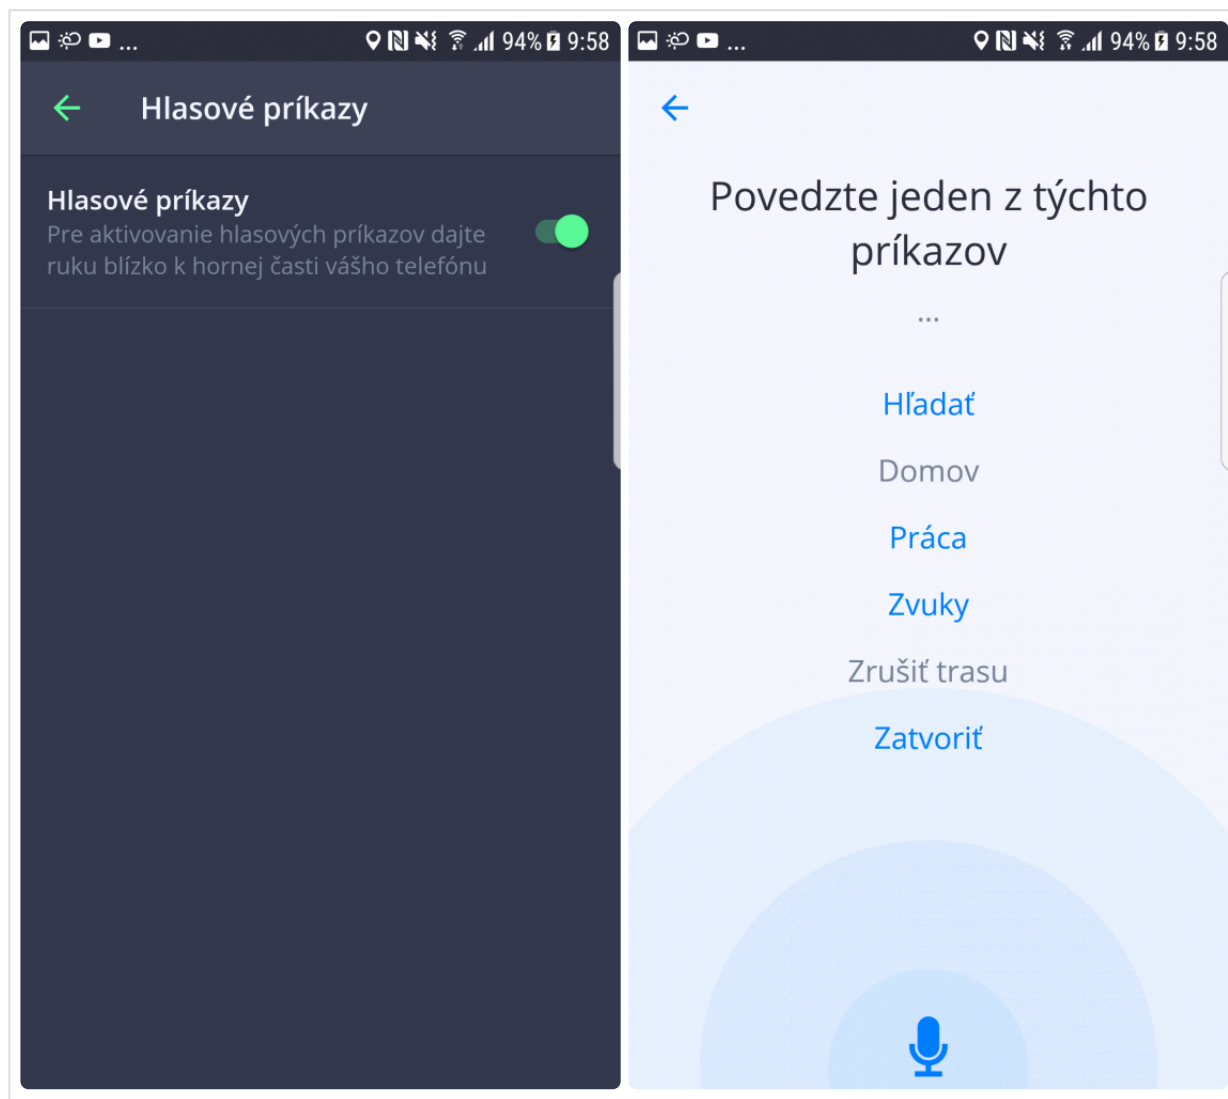 ... 94% 9:58
Hlasové príkazy
Hlasové príkazy
Pre aktivovanie hlasových príkazov dajte
ruku blízko k hornej časti vášho telefónu
... 94% 9:58
Povedzte jeden z týchto
príkazov
...
Hľadať
Domov
Práca
Zvuky
Zrušiť trasu
Zatvoriť